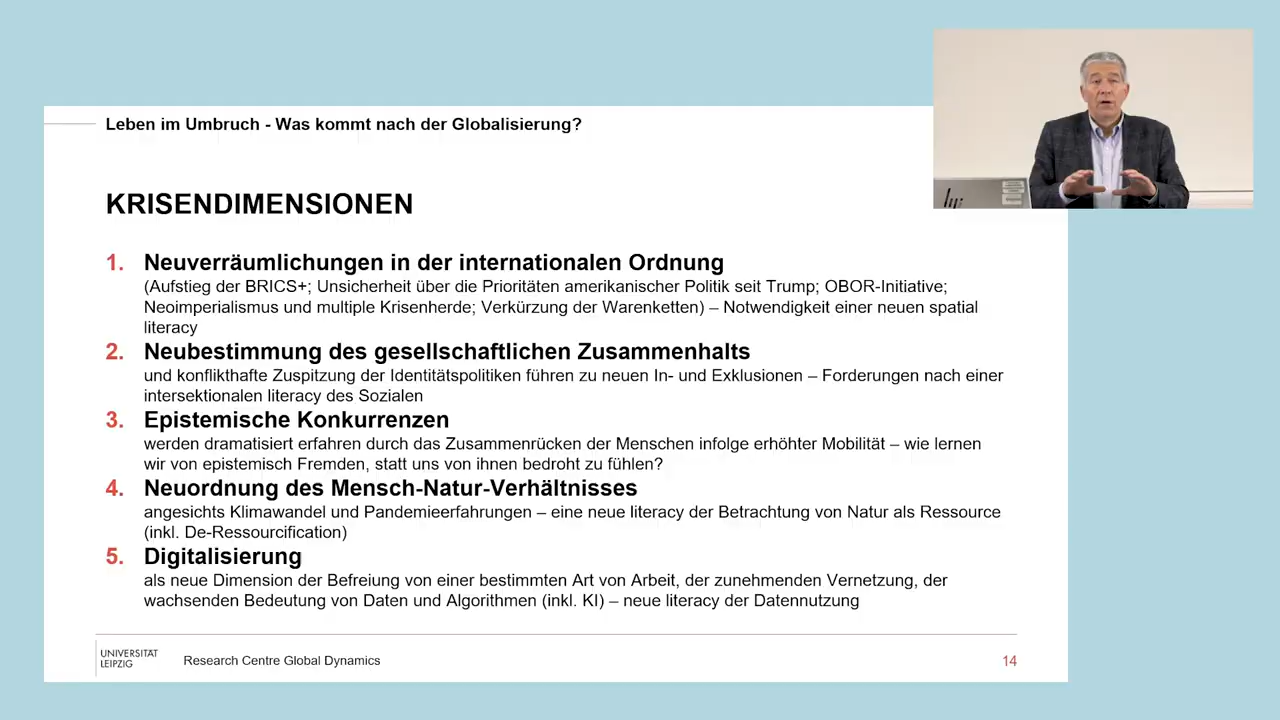 Leben im Umbruch - Was kommt nach der Globalisierung?
KRISENDIMENSIONEN
1. Neuverräumlichungen in der internationalen Ordnung
(Aufstieg der BRICS+; Unsicherheit über die Prioritäten amerikanischer Politik seit Trump; OBOR-Initiative;
Neoimperialismus und multiple Krisenherde; Verkürzung der Warenketten) – Notwendigkeit einer neuen spatial
literacy
2. Neubestimmung des gesellschaftlichen Zusammenhalts
und konflikthafte Zuspitzung der Identitätspolitiken führen zu neuen In- und Exklusionen – Forderungen nach einer
intersektionalen literacy des Sozialen
3. Epistemische Konkurrenzen
werden dramatisiert erfahren durch das Zusammenrücken der Menschen infolge erhöhter Mobilität – wie lernen
wir von epistemisch Fremden, statt uns von ihnen bedroht zu fühlen?
4. Neuordnung des Mensch-Natur-Verhältnisses
angesichts Klimawandel und Pandemieerfahrungen – eine neue literacy der Betrachtung von Natur als Ressource
(inkl. De-Ressourcification)
5. Digitalisierung
als neue Dimension der Befreiung von einer bestimmten Art von Arbeit, der zunehmenden Vernetzung, der
wachsenden Bedeutung von Daten und Algorithmen (inkl. KI) – neue literacy der Datennutzung
UNIVERSITÄT
LEIPZIG
Research Centre Global Dynamics
14